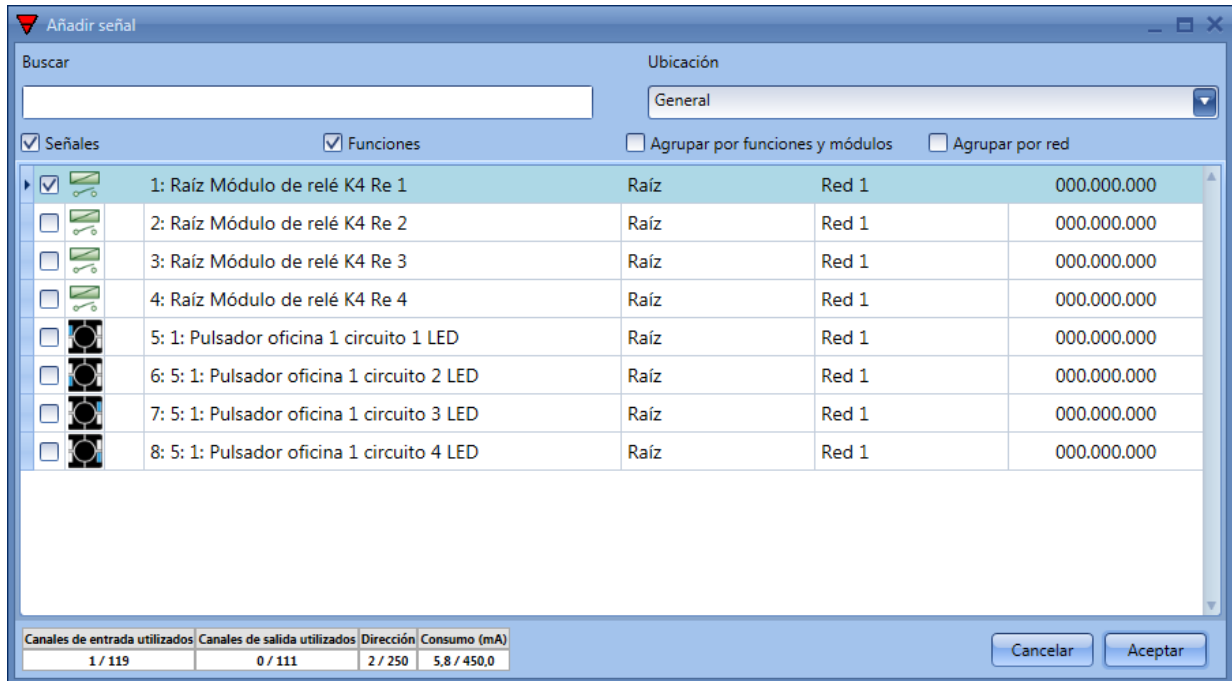 Añadir señal
Buscar Ubicación
General
Señales Funciones Agrupar por funciones y módulos Agrupar por red
1: Raíz Módulo de relé K4 Re 1 Raíz Red 1 000.000.000
2: Raíz Módulo de relé K4 Re 2 Raíz Red 1 000.000.000
3: Raíz Módulo de relé K4 Re 3 Raíz Red 1 000.000.000
4: Raíz Módulo de relé K4 Re 4 Raíz Red 1 000.000.000
5: 1: Pulsador oficina 1 circuito 1 LED Raíz Red 1 000.000.000
6: 5: 1: Pulsador oficina 1 circuito 2 LED Raíz Red 1 000.000.000
7: 5: 1: Pulsador oficina 1 circuito 3 LED Raíz Red 1 000.000.000
8: 5: 1: Pulsador oficina 1 circuito 4 LED Raíz Red 1 000.000.000
Canales de entrada utilizados Canales de salida utilizados Dirección Consumo (mA)
1 / 119 0 / 111 2 / 250 5,8 / 450,0
Cancelar Aceptar